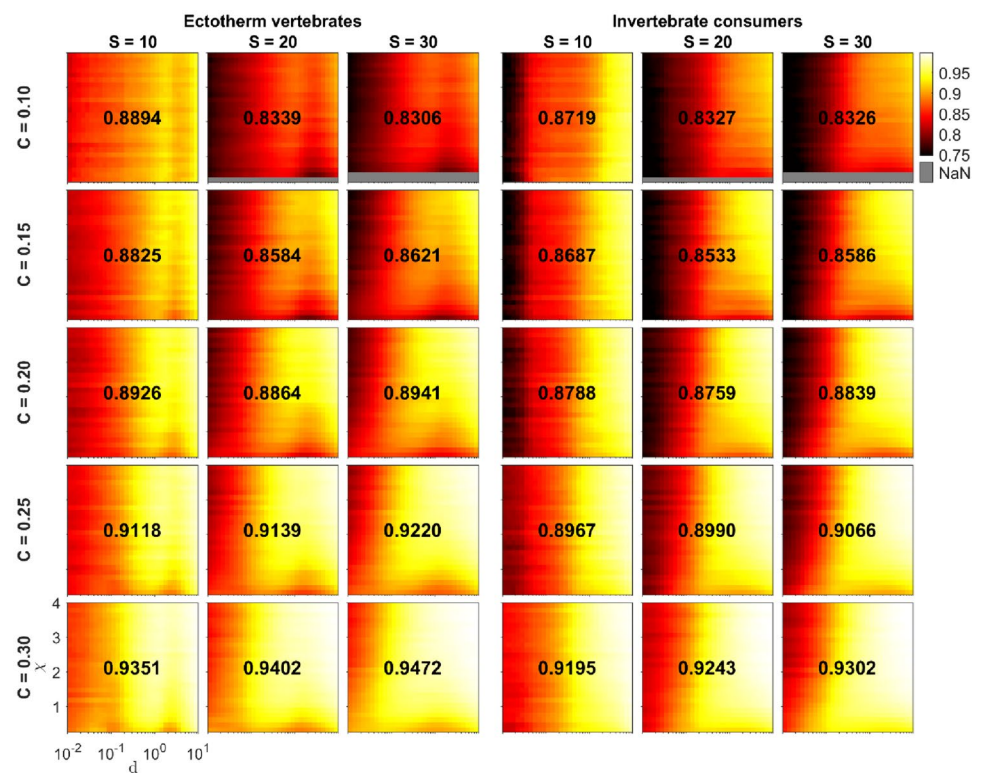 Ectotherm vertebrates Invertebrate consumers
S = 10 S = 20 S = 30 S = 10 S = 20 S = 30
C = 0.10 0.8894 0.8339 0.8306 0.8719 0.8327 0.8326
0.95
0.9
0.85
0.8
0.75
NaN
C = 0.15 0.8825 0.8584 0.8621 0.8687 0.8533 0.8586
C = 0.20 0.8926 0.8864 0.8941 0.8788 0.8759 0.8839
C = 0.25 0.9118 0.9139 0.9220 0.8967 0.8990 0.9066
C = 0.30 0.9351 0.9402 0.9472 0.9195 0.9243 0.9302
χ
4
3
2
1
10⁻² 10⁻¹ 10⁰ 10¹
d